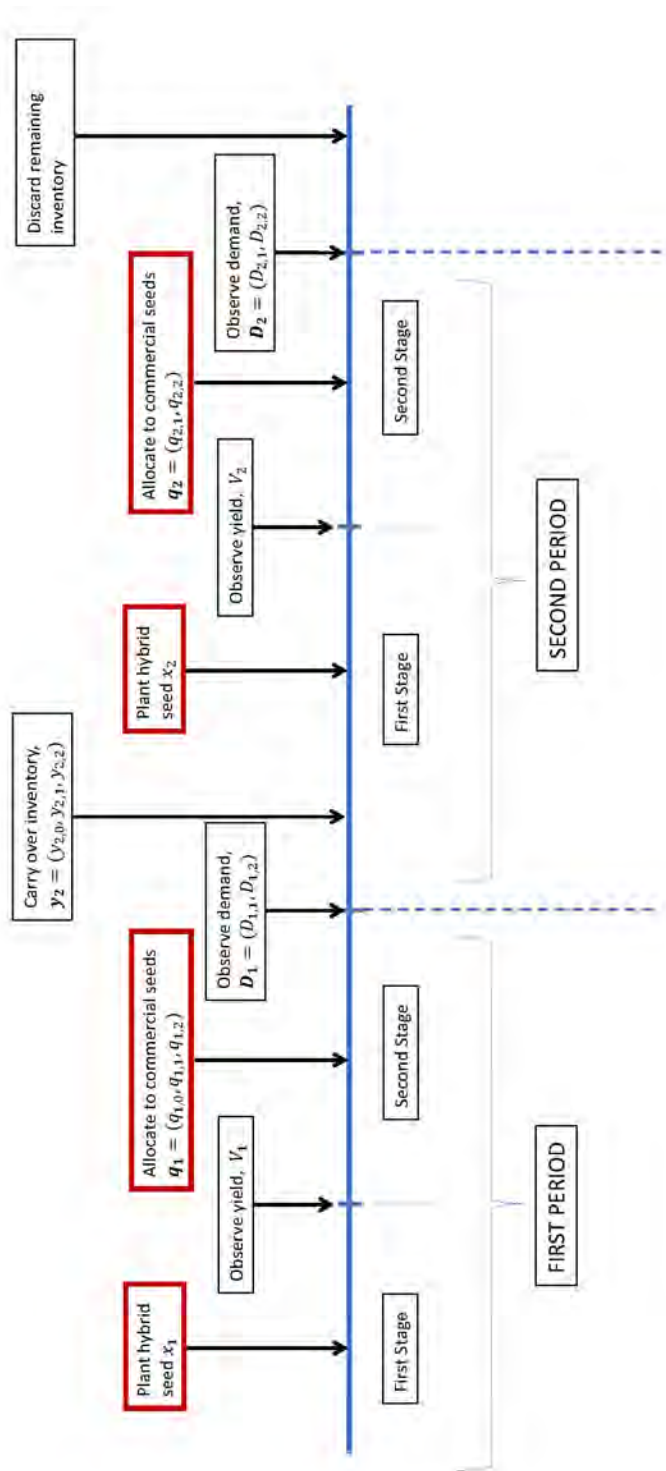 Plant hybrid
seed x₁
Observe yield, V₁
Allocate to commercial seeds
q₁ = (q₁,₀, q₁,₁, q₁,₂)
Observe demand,
D₁ = (D₁,₁, D₁,₂)
Carry over inventory,
y₂ = (y₂,₀, y₂,₁, y₂,₂)
Plant hybrid
seed x₂
Observe yield, V₂
Allocate to commercial seeds
q₂ = (q₂,₁, q₂,₂)
Observe demand,
D₂ = (D₂,₁, D₂,₂)
Discard remaining
inventory
First Stage
Second Stage
First Stage
Second Stage
FIRST PERIOD
SECOND PERIOD